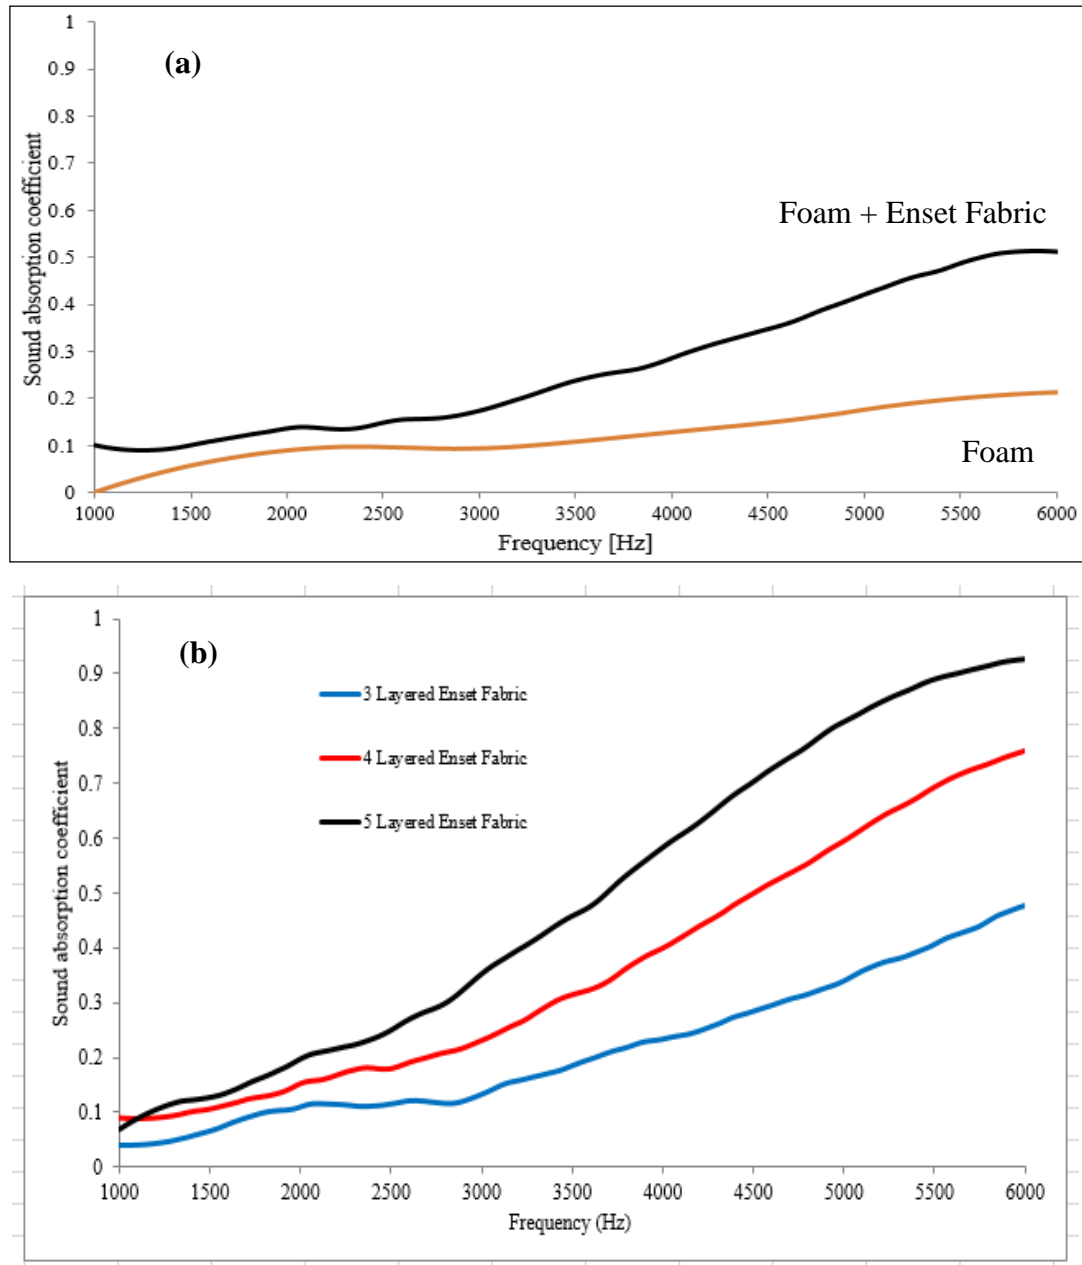 (a)
Sound absorption coefficient
1
0.9
0.8
0.7
0.6
0.5
0.4
0.3
0.2
0.1
0
Foam + Enset Fabric
Foam
1000 1500 2000 2500 3000 3500 4000 4500 5000 5500 6000
Frequency [Hz]
(b)
Sound absorption coefficient
1
0.9
0.8
0.7
0.6
0.5
0.4
0.3
0.2
0.1
0
3 Layered Enset Fabric
4 Layered Enset Fabric
5 Layered Enset Fabric
1000 1500 2000 2500 3000 3500 4000 4500 5000 5500 6000
Frequency (Hz)